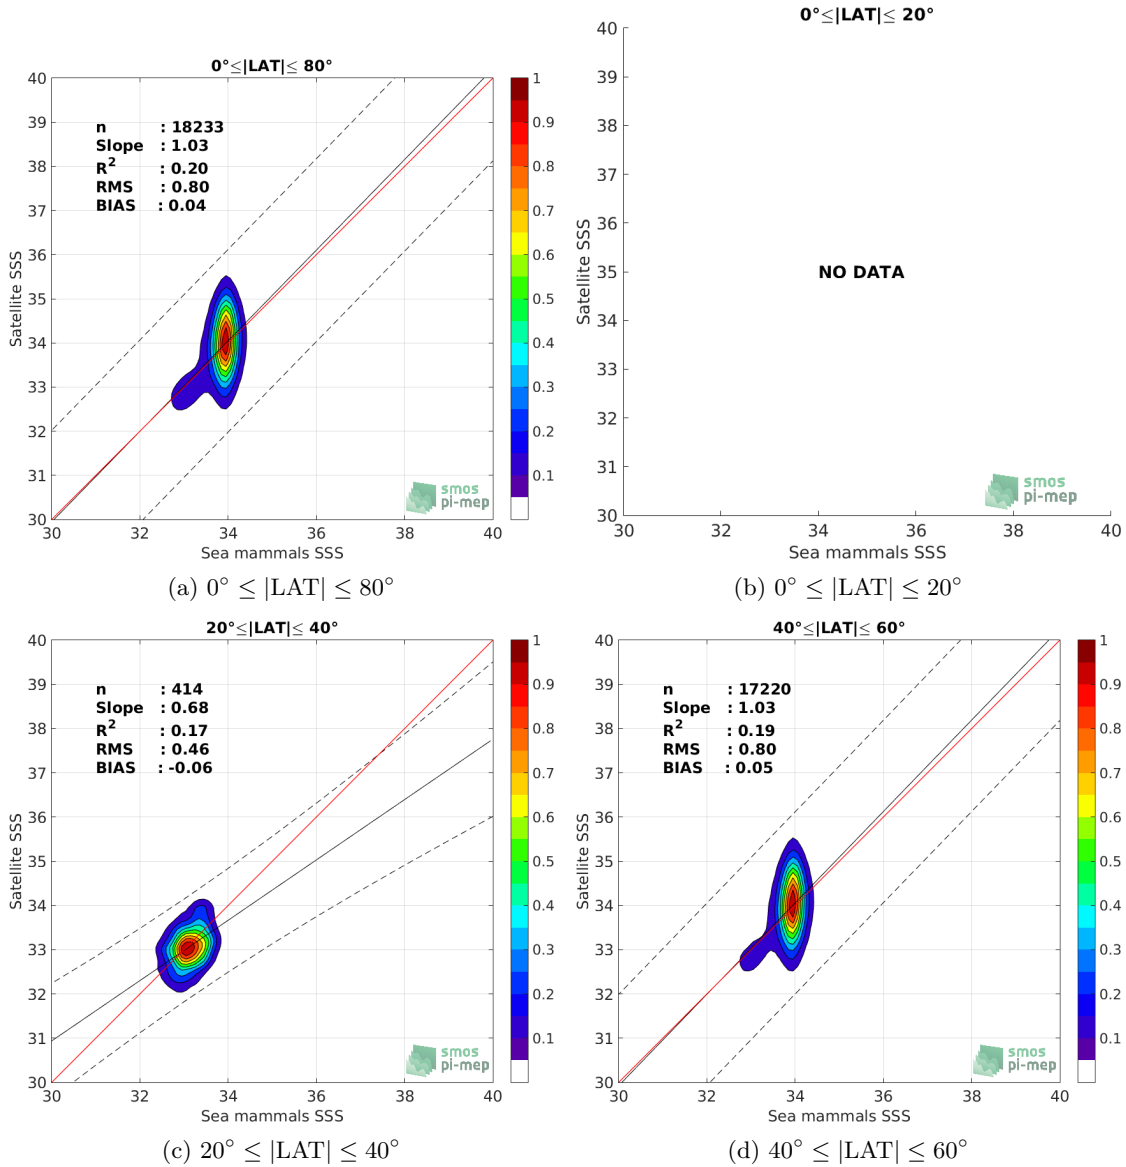 0°≤|LAT|≤ 80°
40
39
38
37
36
35
34
33
32
31
30
30
32
34
36
38
40
Satellite SSS
Sea mammals SSS
n : 18233
Slope : 1.03
R2 : 0.20
RMS : 0.80
BIAS : 0.04
1
0.9
0.8
0.7
0.6
0.5
0.4
0.3
0.2
0.1
smos
pi-mep
(a) 0° ≤ |LAT| ≤ 80°
0°≤|LAT|≤ 20°
40
39
38
37
36
35
34
33
32
31
30
30
32
34
36
38
40
Satellite SSS
Sea mammals SSS
NO DATA
smos
pi-mep
(b) 0° ≤ |LAT| ≤ 20°
20°≤|LAT|≤ 40°
40
39
38
37
36
35
34
33
32
31
30
30
32
34
36
38
40
Satellite SSS
Sea mammals SSS
n : 414
Slope : 0.68
R2 : 0.17
RMS : 0.46
BIAS : -0.06
1
0.9
0.8
0.7
0.6
0.5
0.4
0.3
0.2
0.1
smos
pi-mep
(c) 20° ≤ |LAT| ≤ 40°
40°≤|LAT|≤ 60°
40
39
38
37
36
35
34
33
32
31
30
30
32
34
36
38
40
Satellite SSS
Sea mammals SSS
n : 17220
Slope : 1.03
R2 : 0.19
RMS : 0.80
BIAS : 0.05
1
0.9
0.8
0.7
0.6
0.5
0.4
0.3
0.2
0.1
smos
pi-mep
(d) 40° ≤ |LAT| ≤ 60°